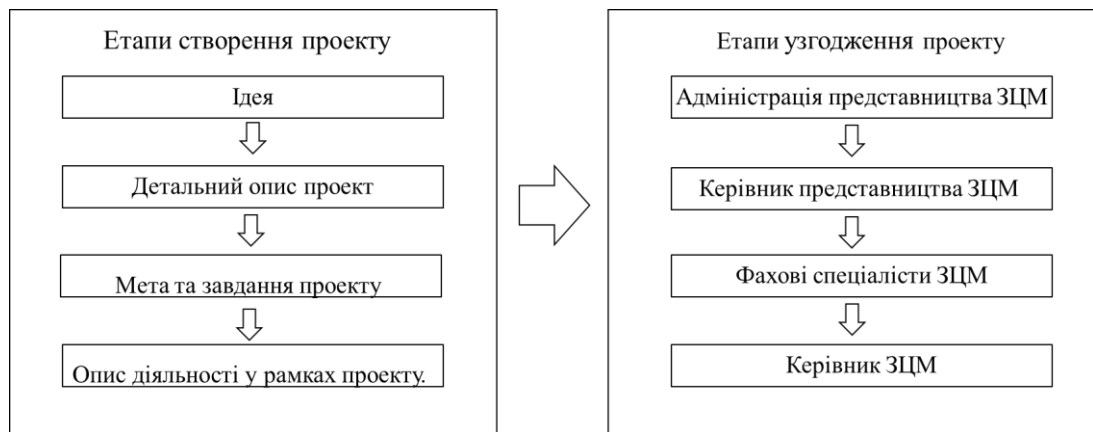 Етапи створення проекту
Ідея
Детальний опис проект
Мета та завдання проекту
Опис діяльності у рамках проекту.
Етапи узгодження проекту
Адміністрація представництва ЗЦМ
Керівник представництва ЗЦМ
Фахові спеціалісти ЗЦМ
Керівник ЗЦМ